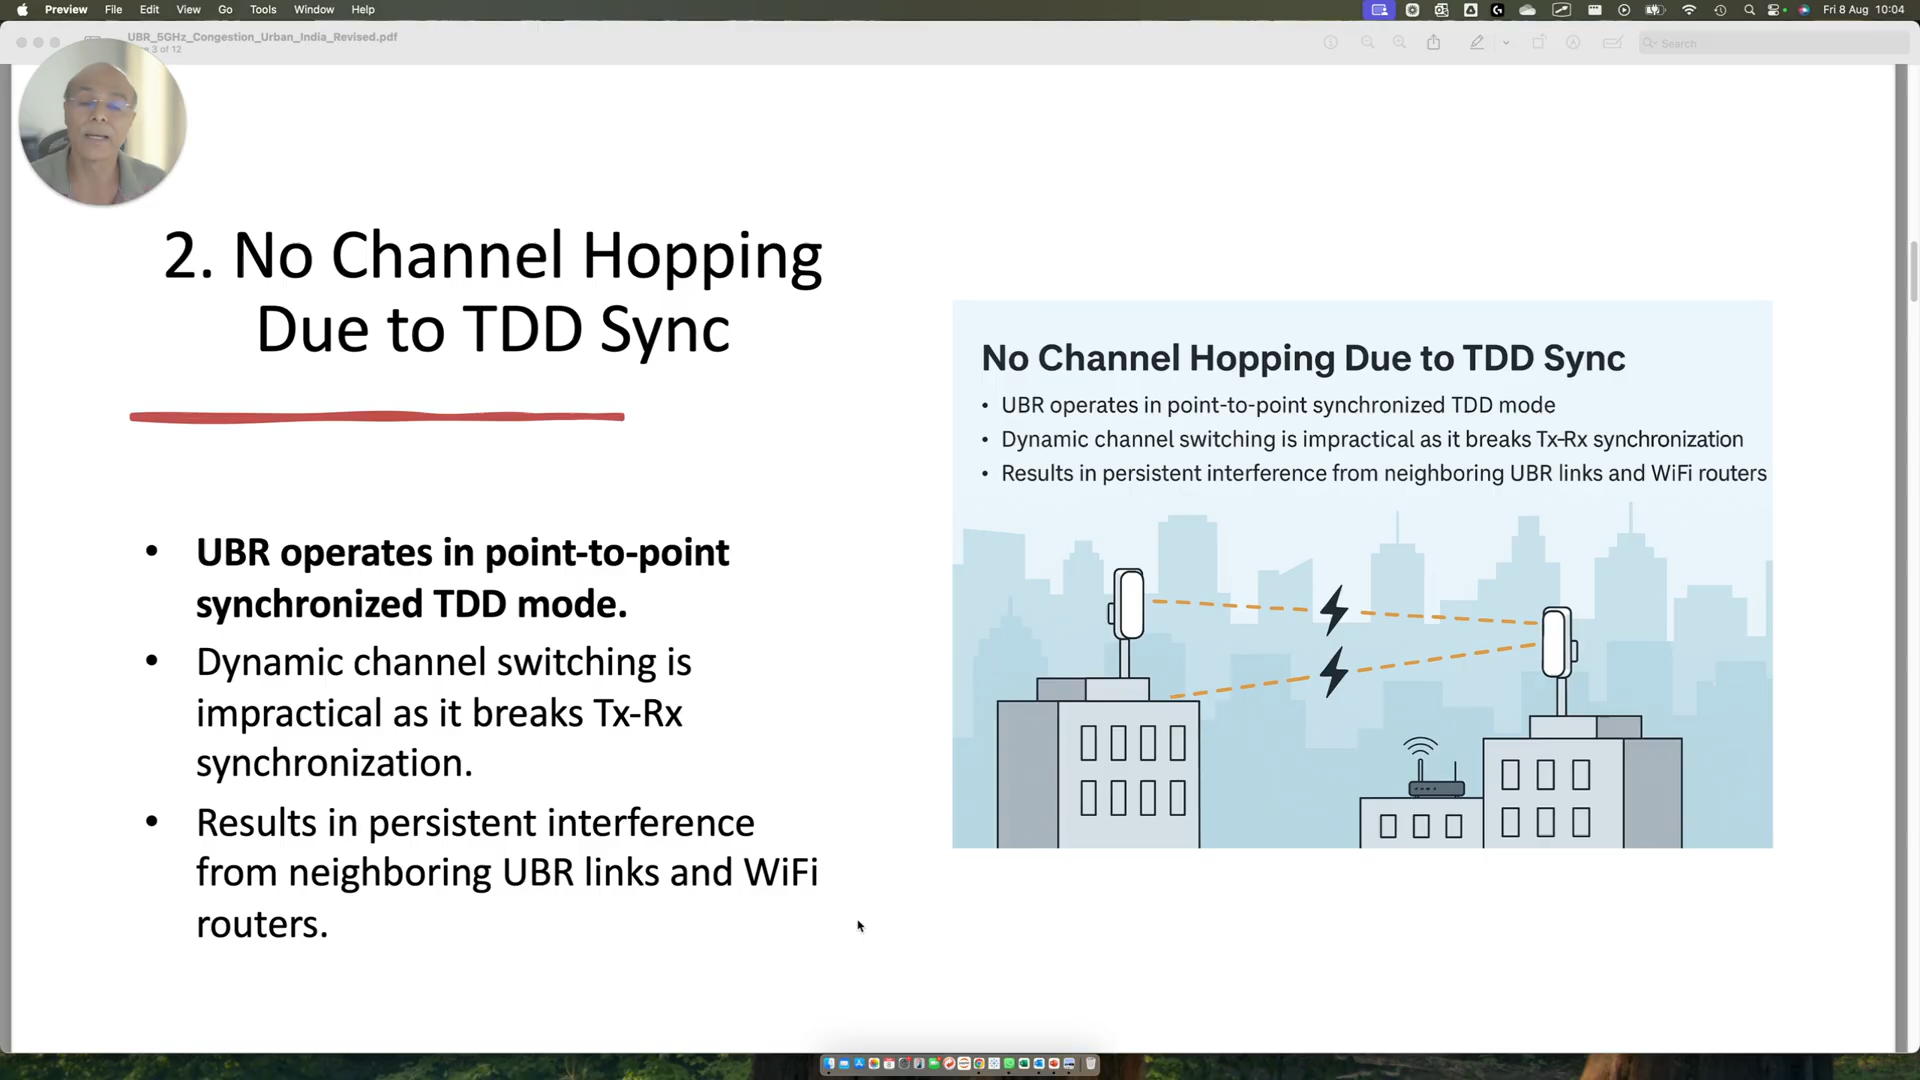 Preview File Edit View Go Tools Window Help
Fri 8 Aug 10:04
UBR_5GHz_Congestion_Urban_India_Revised.pdf
3 of 12
Search
2. No Channel Hopping
Due to TDD Sync
• UBR operates in point-to-point
synchronized TDD mode.
• Dynamic channel switching is
impractical as it breaks Tx-Rx
synchronization.
• Results in persistent interference
from neighboring UBR links and WiFi
routers.
No Channel Hopping Due to TDD Sync
• UBR operates in point-to-point synchronized TDD mode
• Dynamic channel switching is impractical as it breaks Tx-Rx synchronization
• Results in persistent interference from neighboring UBR links and WiFi routers